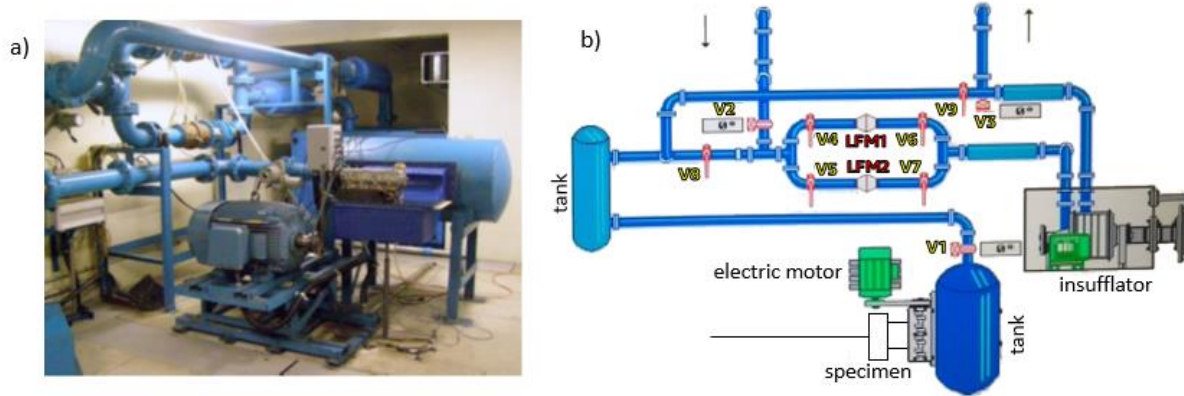 a)
b)
V2
V9
V3
V4
LFM1
V6
V8
V5
LFM2
V7
tank
V1
electric motor
insufflator
specimen
tank